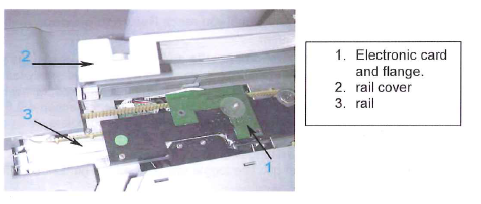 2
3
1
1. Electronic card
and flange.
2. rail cover
3. rail